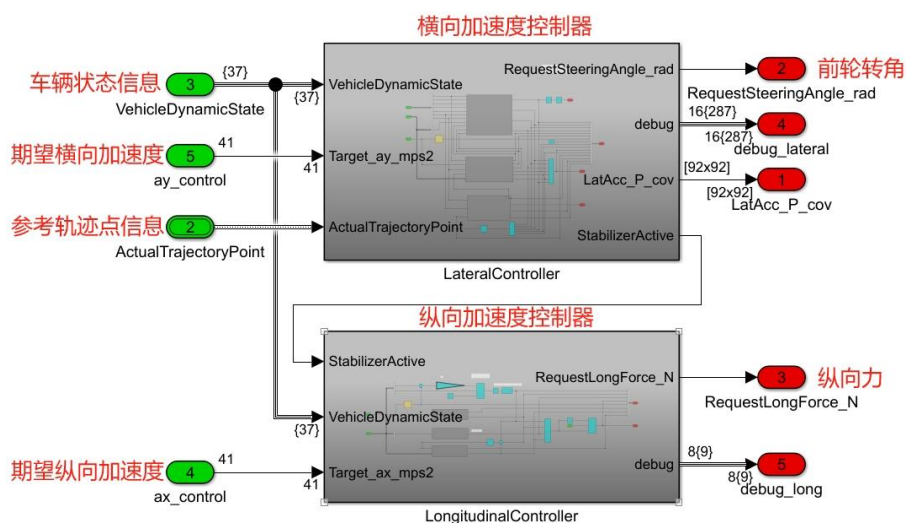 横向加速度控制器
车辆状态信息
3
VehicleDynamicState
{37}
{37}
VehicleDynamicState
RequestSteeringAngle_rad
2
前轮转角
RequestSteeringAngle_rad
期望横向加速度
5
ay_control
41
41
Target_ay_mps2
debug
16{287}
16{287}
4
debug_lateral
LatAcc_P_cov
[92x92]
[92x92]
1
LatAcc_P_cov
参考轨迹点信息
2
ActualTrajectoryPoint
ActualTrajectoryPoint
StabilizerActive
LateralController
纵向加速度控制器
StabilizerActive
RequestLongForce_N
3
纵向力
RequestLongForce_N
VehicleDynamicState
{37}
期望纵向加速度
4
ax_control
41
41
Target_ax_mps2
debug
8{9}
8{9}
5
debug_long
LongitudinalController